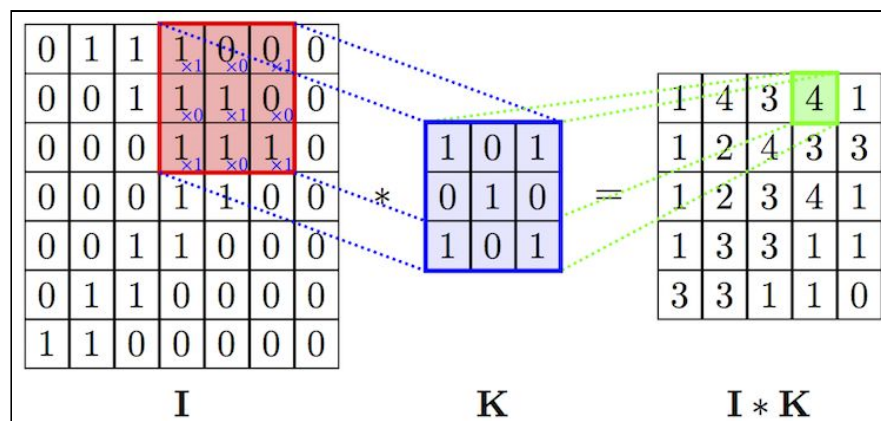 0 1 1 1×1 0×0 0×1 0
0 0 1 1×0 1×1 0×0 0 1 4 3 4 1
0 0 0 1×1 1×0 1×1 0 1 0 1 1 2 4 3 3
0 0 0 1 1 0 0 * 0 1 0 = 1 2 3 4 1
0 0 1 1 0 0 0 1 0 1 1 3 3 1 1
0 1 1 0 0 0 0 3 3 1 1 0
1 1 0 0 0 0 0
I K I * K